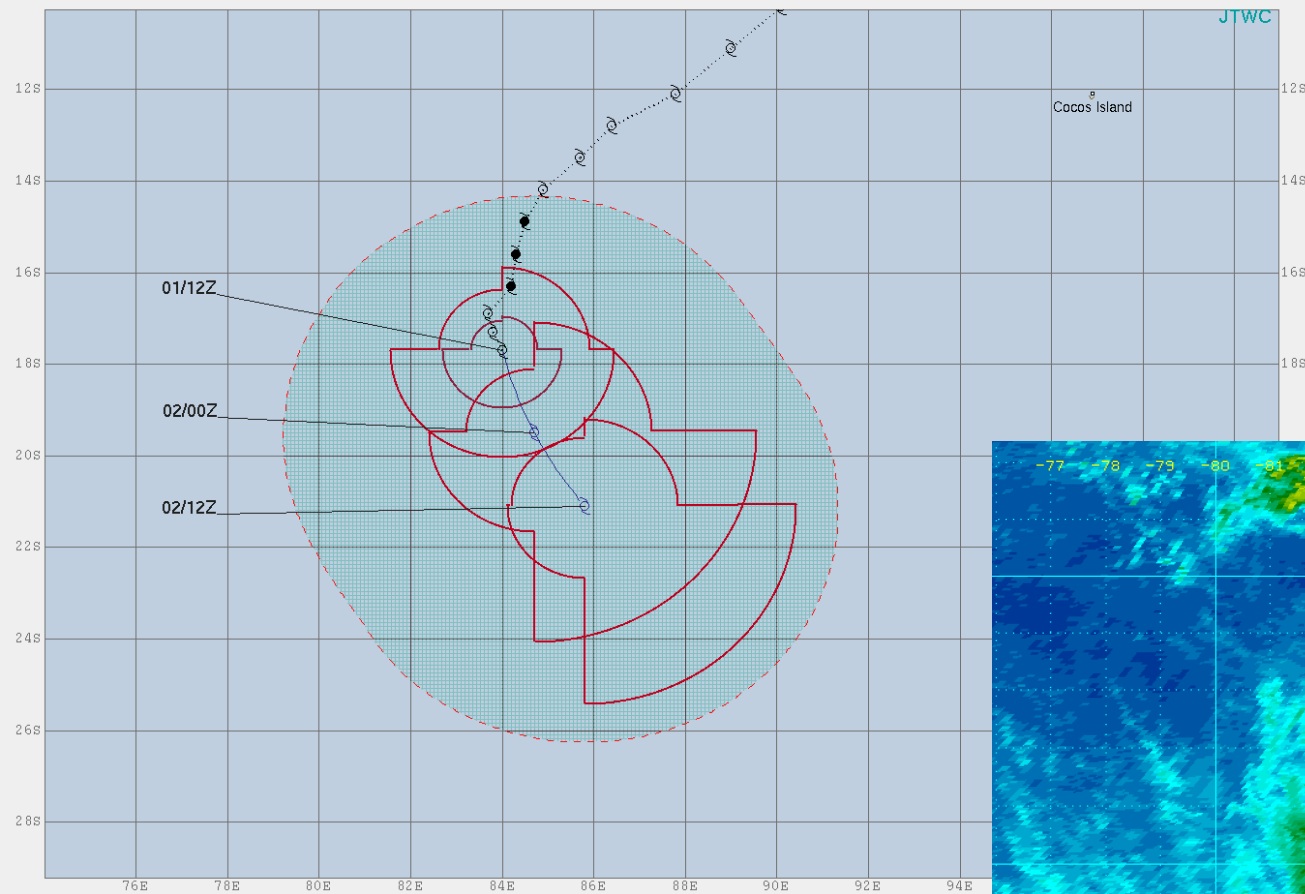 JTWC
12S 12S
Cocos Island
14S 14S
16S 16S
01/12Z
18S 18S
02/00Z
20S
-77 -78 -79 -80 -81
02/12Z
22S
24S
26S
28S
76E 78E 80E 82E 84E 86E 88E 90E 92E 94E